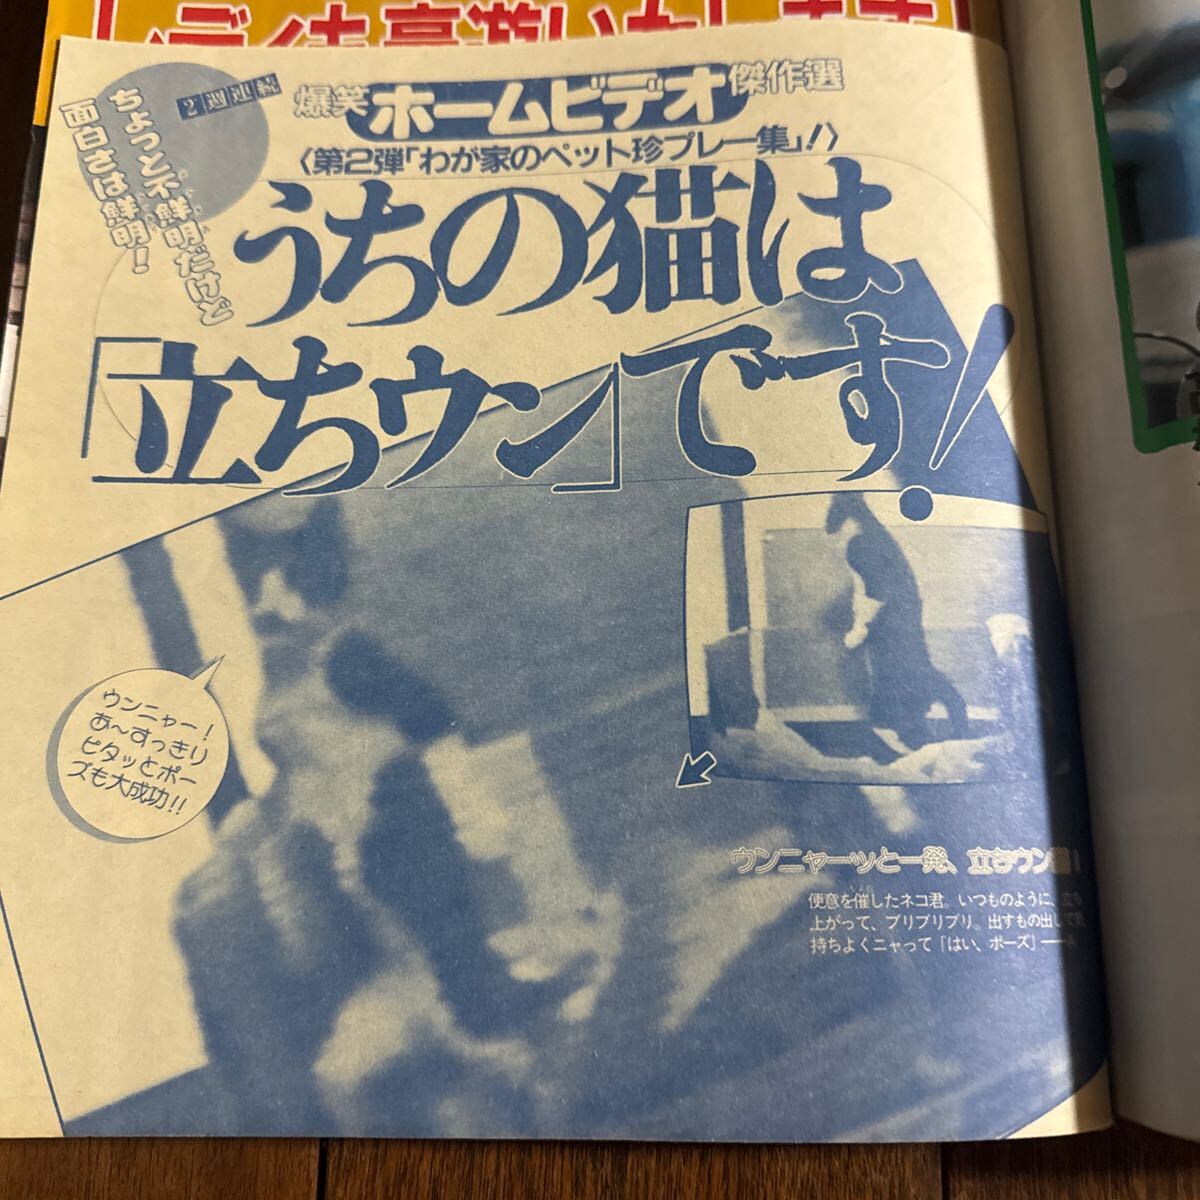 2週連続
爆笑ホームビデオ傑作選
〈第2弾「わが家のペット珍プレー集」!〉
ちょっと不鮮明だけど
面白さは鮮明!
うちの猫は
「立ちウン」です!
ウンニャー!
お〜すっきり
ピタッとポー
ズも大成功!!
ウンニャーッと一発、立ちウン
便意を催したネコ君。いつものように、立ち
上がって、ブリブリブリ。出すもの出して気
持ちよくニャって「はい、ポーズ」